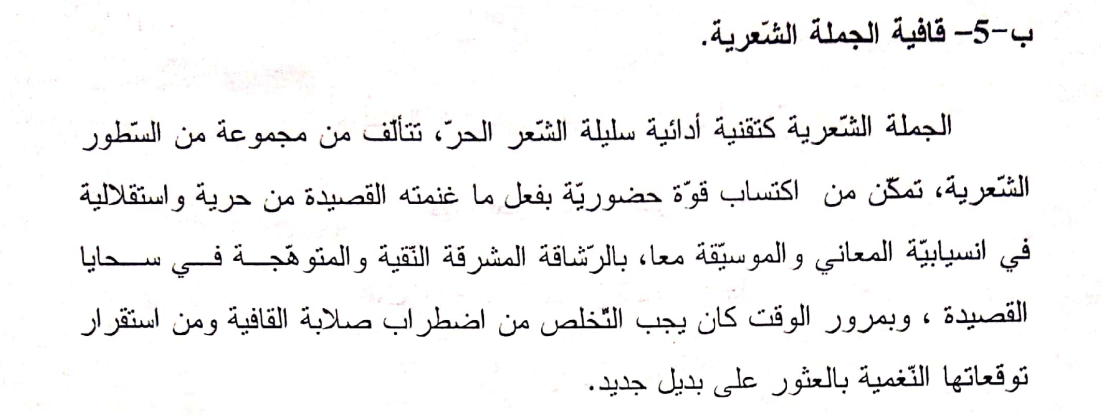 ب-5- قافية الجملة الشّعرية.
الجملة الشّعرية كتقنية أدائية سليلة الشّعر الحرّ، تتألّف من مجموعة من السّطور
الشّعرية، تمكّن من اكتساب قوّة حضوريّة بفعل ما غنمته القصيدة من حرية واستقلالية
في انسيابيّة المعاني والموسيّقة معا، بالرّشاقة المشرقة النّقية والمتوهّجـــة فـــي ســـحايا
القصيدة ، وبمرور الوقت كان يجب التّخلص من اضطراب صلابة القافية ومن استقرار
توقعاتها النّغمية بالعثور على بديل جديد.